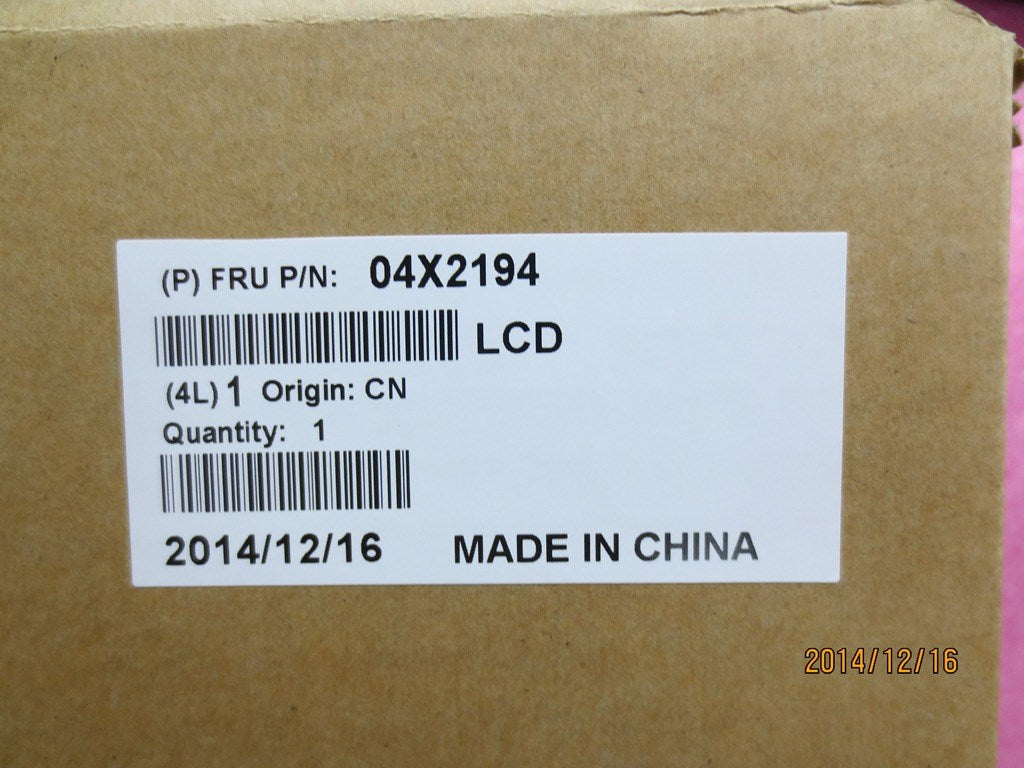 (P) FRU P/N: 04X2194
LCD
(4L) 1 Origin: CN
Quantity: 1
2014/12/16 MADE IN CHINA
2014/12/16